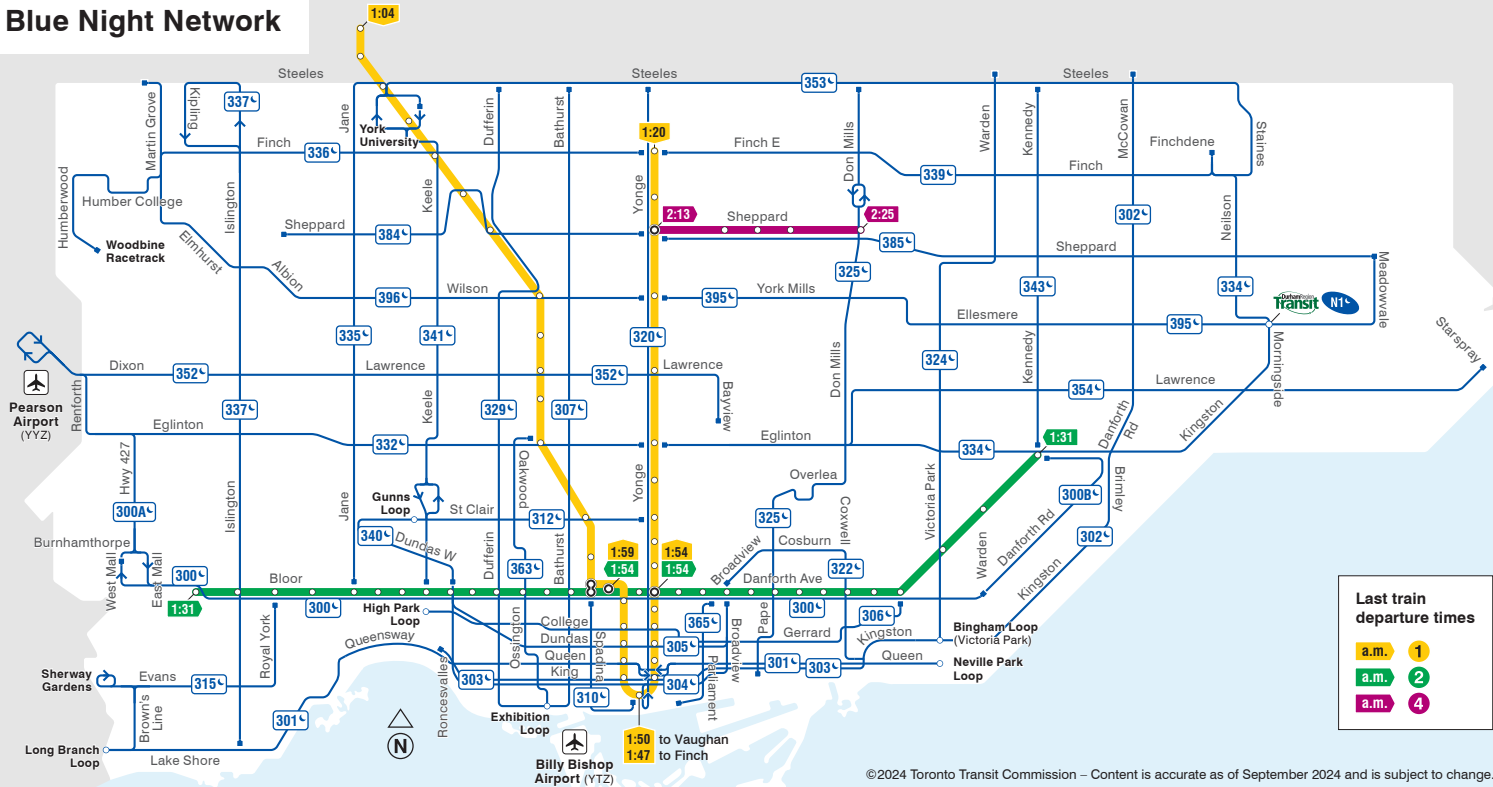 Blue Night Network
1:04
Steeles
Steeles
353
Steeles
Martin Grove
Kipling
337
Jane
York
University
Dufferin
Bathurst
1:20
Don Mills
Warden
Kennedy
McCowan
Finchdene
Staines
Finch
336
Finch E
339
Finch
Humberwood
Humber College
Islington
Keele
Yonge
2:13
Sheppard
2:25
302
Neilson
Sheppard
384
385
Sheppard
Woodbine
Racetrack
Elmhurst
Albion
396
Wilson
395
York Mills
325
343
334
DurhamRegion
Transit
N1
Meadowvale
Ellesmere
395
335
341
320
324
Starspray
Dixon
352
Lawrence
352
Lawrence
Don Mills
Kennedy
354
Lawrence
Morningside
Pearson
Airport
(YYZ)
Renforth
337
Keele
329
307
Bayview
Danforth
Rd
Kingston
Eglinton
332
Eglinton
334
1:31
Hwy 427
300A
Islington
Jane
Gunns
Loop
St Clair
Oakwood
312
Yonge
Overlea
325
Coxwell
Victoria Park
300B
Brimley
Burnhamthorpe
340
Dundas W
Dufferin
Bathurst
1:59
1:54
1:54
1:54
Broadview
Cosburn
Warden
Danforth Rd
302
West Mall
East Mall
300
Bloor
363
322
Danforth Ave
Kingston
1:31
300
High Park
Loop
College
Dundas
Queen
King
Ossington
Spadina
365
305
Broadview
Pape
300
Gerrard
306
Kingston
Bingham Loop
(Victoria Park)
Royal York
Queensway
301
303
Queen
Neville Park
Loop
Sherway
Gardens
Evans
315
Brown's
Line
301
Roncesvalles
303
310
304
Parliament
Exhibition
Loop
N
Long Branch
Loop
Lake Shore
Billy Bishop
Airport (YTZ)
1:50 to Vaughan
1:47 to Finch
Last train
departure times
a.m. 1
a.m. 2
a.m. 4
©2024 Toronto Transit Commission – Content is accurate as of September 2024 and is subject to change.